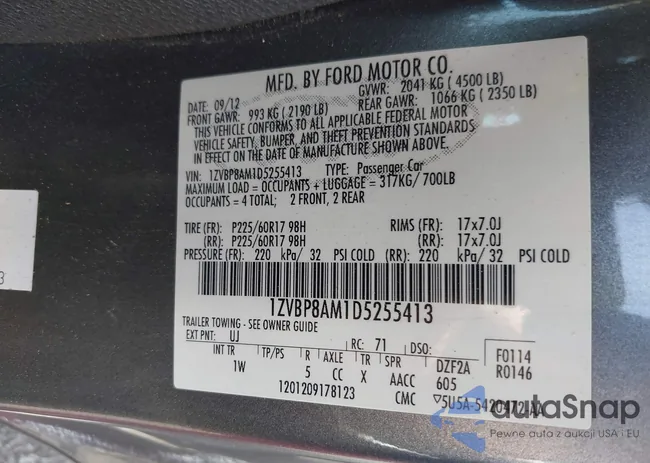 MFD. BY FORD MOTOR CO.
DATE: 09/12 GVWR: 2041 KG ( 4500 LB)
FRONT GAWR: 993 KG ( 2190 LB) REAR GAWR: 1066 KG ( 2350 LB)
THIS VEHICLE CONFORMS TO ALL APPLICABLE FEDERAL MOTOR
VEHICLE SAFETY, BUMPER, AND THEFT PREVENTION STANDARDS
IN EFFECT ON THE DATE OF MANUFACTURE SHOWN ABOVE.
VIN: 1ZVBP8AM1D5255413 TYPE: Passenger Car
MAXIMUM LOAD = OCCUPANTS + LUGGAGE = 317KG/700LB
OCCUPANTS = 4 TOTAL; 2 FRONT, 2 REAR
TIRE (FR): P225/60R17 98H RIMS (FR): 17x7.0J
(RR): P225/60R17 98H (RR): 17x7.0J
PRESSURE (FR): 220 kPa/ 32 PSI COLD (RR): 220 kPa/ 32 PSI COLD
1ZVBP8AM1D5255413
TRAILER TOWING - SEE OWNER GUIDE
EXT PNT: UJ RC: 71 DSO: F0114
INT TR TP/PS R AXLE TR SPR DZF2A R0146
1W 5 CC X AACC 605
1201209178123 CMC ▽5U5A-5420472-AA
3
autoSnap
Pewne auta z aukcji USA i EU